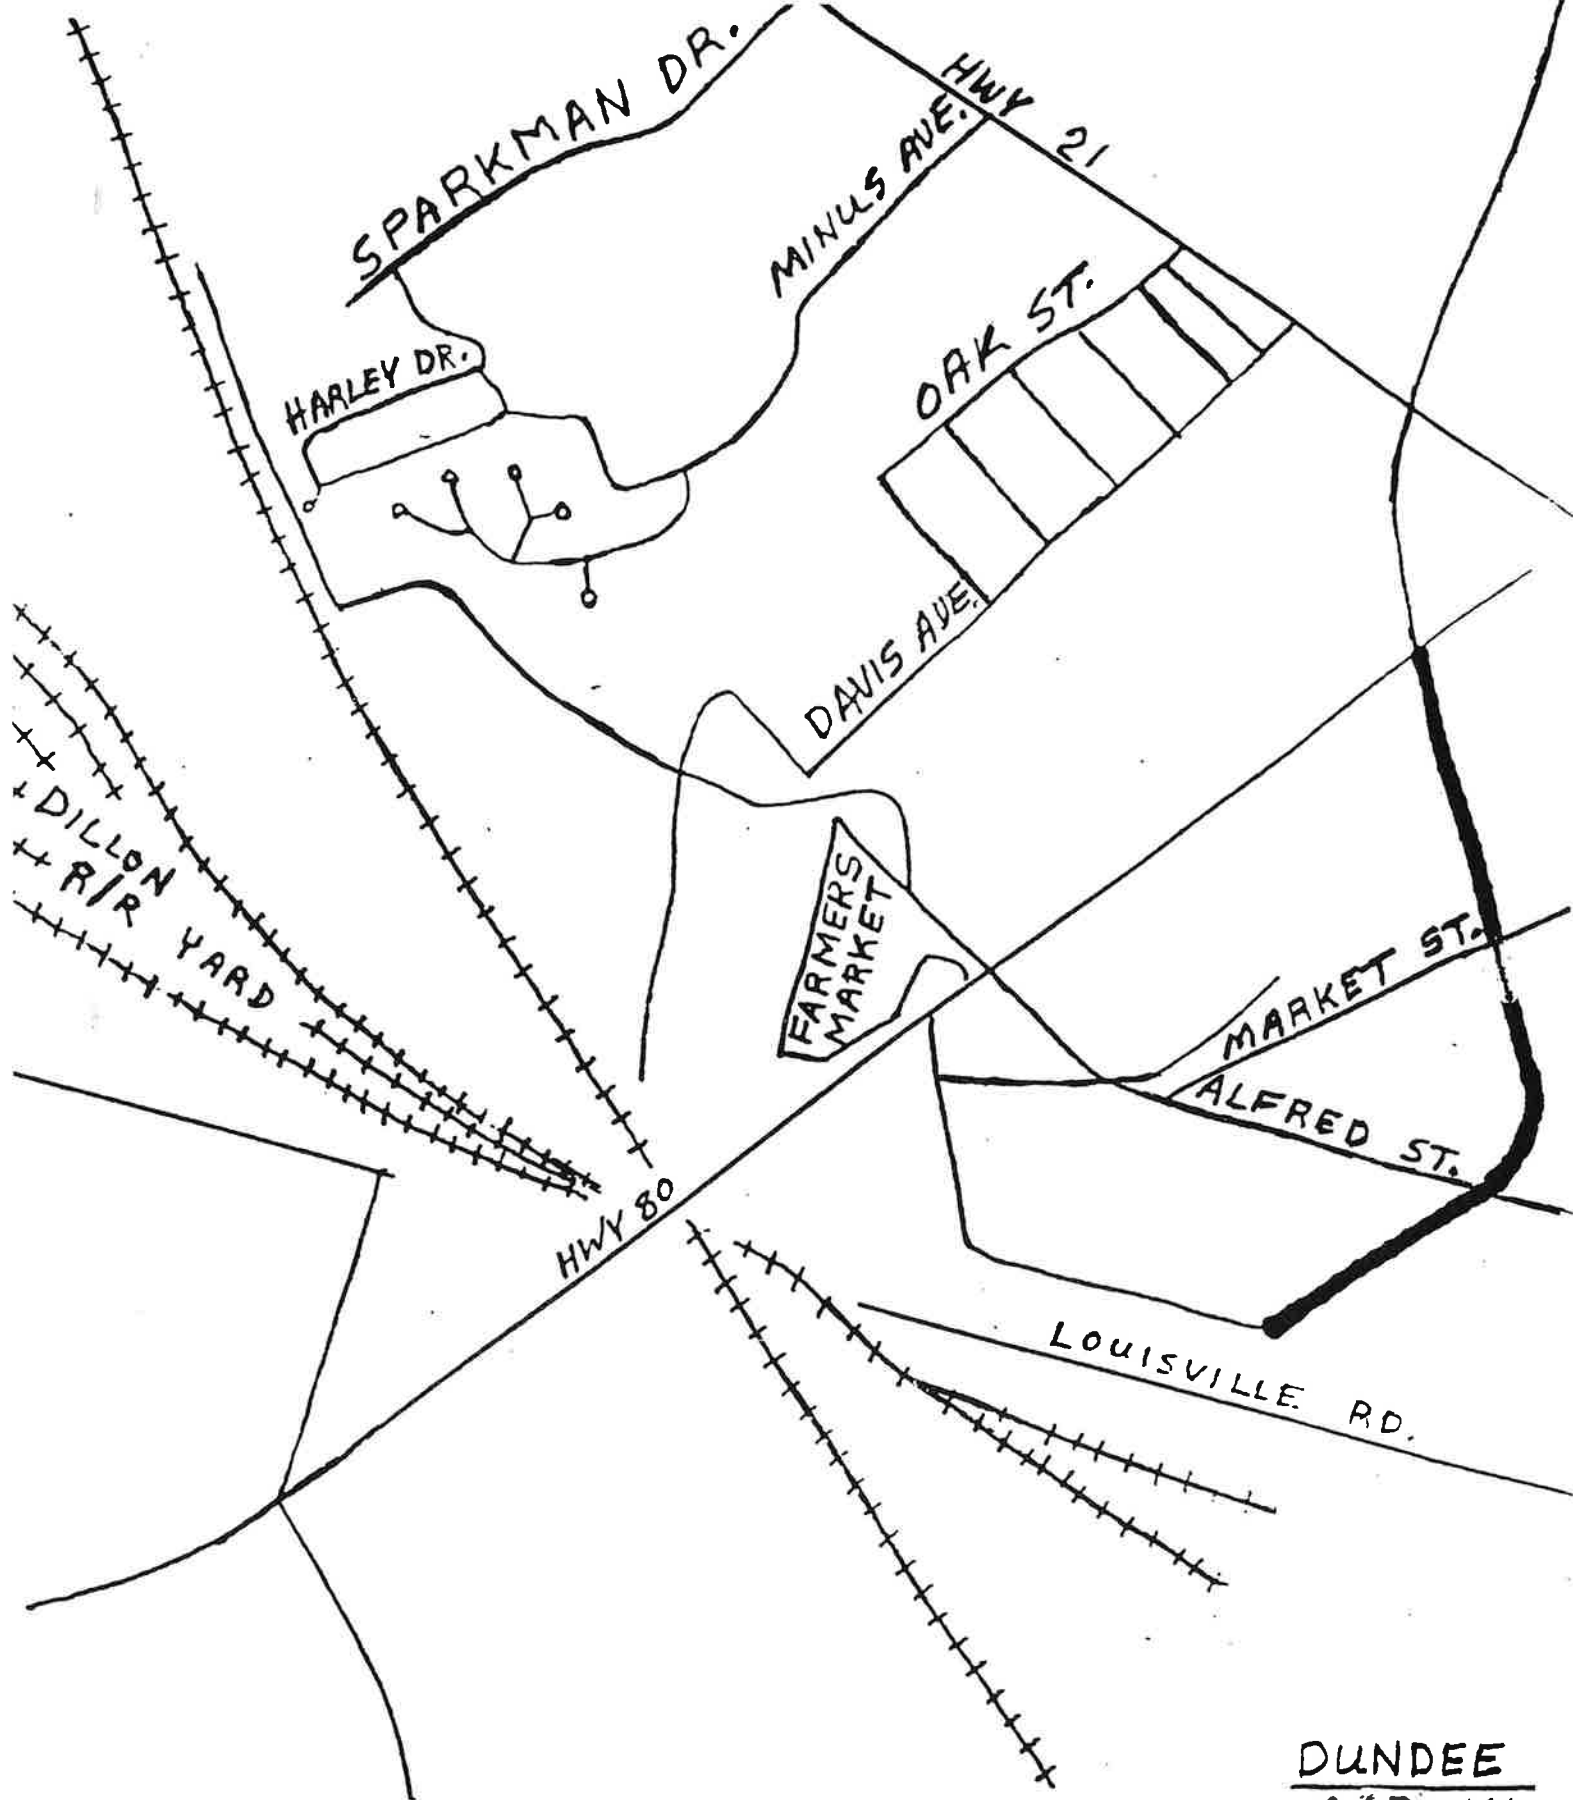 SPARKMAN DR.
HWY 21
MINUS AVE.
HARLEY DR.
OAK ST.
DAVIS AVE.
DILLON
R/R YARD
FARMERS
MARKET
MARKET ST.
ALFRED ST.
HWY 80
LOUISVILLE RD.
DUNDEE